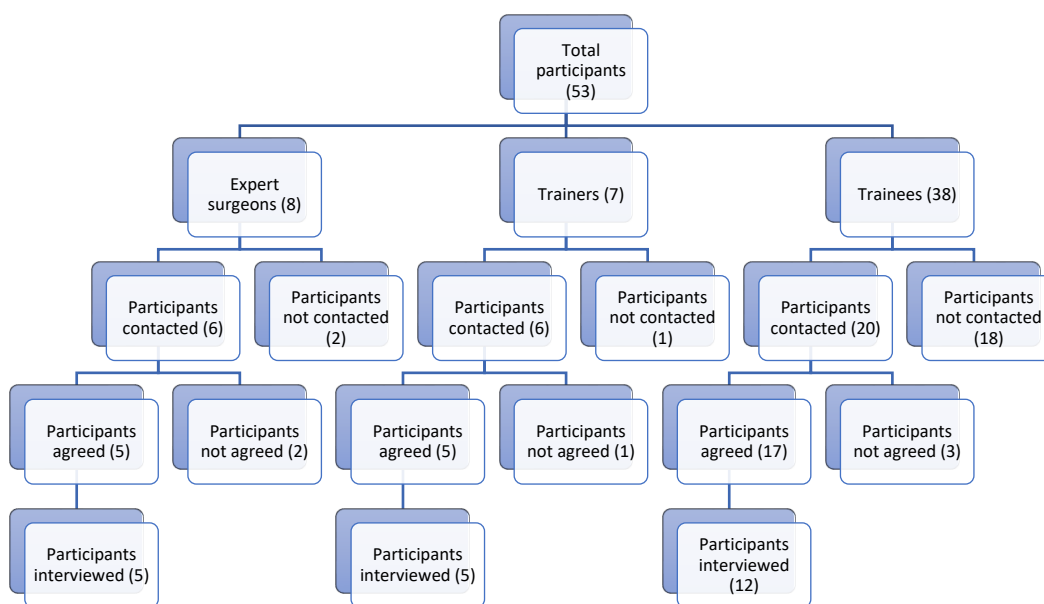 Total
participants
(53)
Expert
surgeons (8)
Trainers (7)
Trainees (38)
Participants
contacted (6)
Participants
not contacted
(2)
Participants
contacted (6)
Participants
not contacted
(1)
Participants
contacted (20)
Participants
not contacted
(18)
Participants
agreed (5)
Participants
not agreed (2)
Participants
agreed (5)
Participants
not agreed (1)
Participants
agreed (17)
Participants
not agreed (3)
Participants
interviewed (5)
Participants
interviewed (5)
Participants
interviewed
(12)